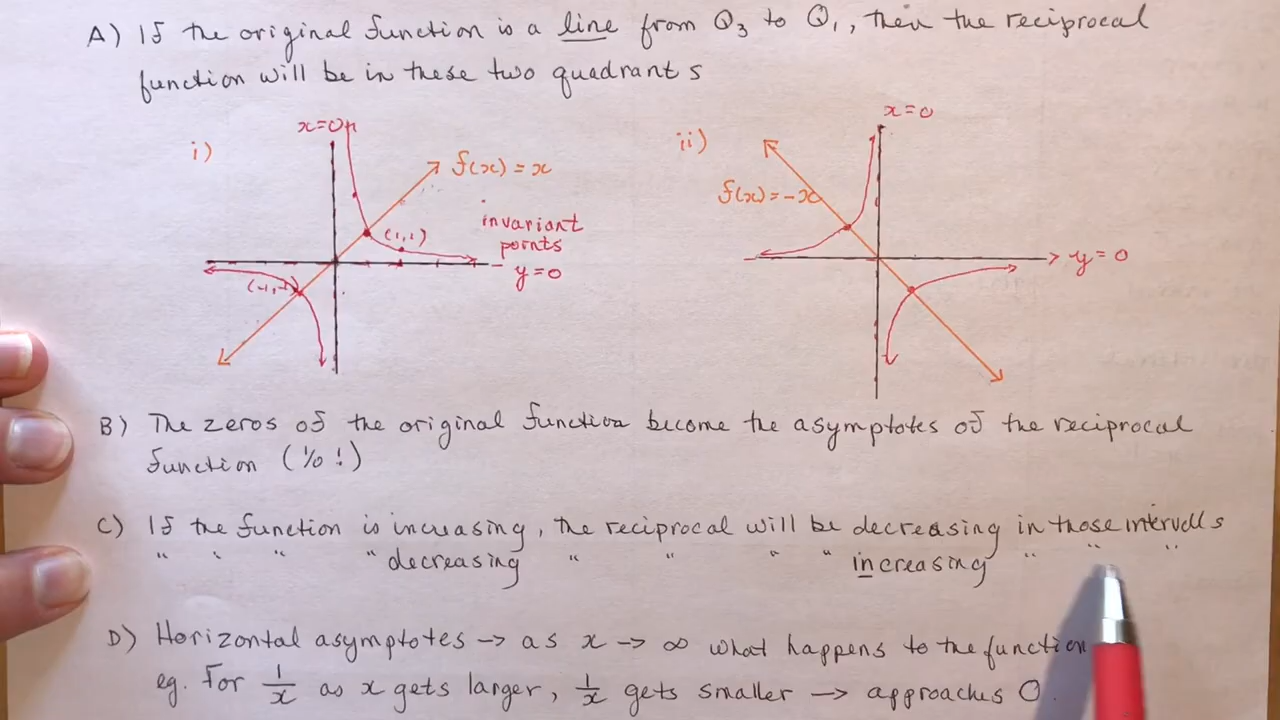 A) If the original function is a line from Q3 to Q1, then the reciprocal
function will be in these two quadrants
x=0
i)
f(x) = x
(1,1)
invariant
points
y=0
(-1,-1)
ii)
x=0
f(x)=-x
y=0
B) The zeros of the original function become the asymptotes of the reciprocal
function (1/0!)
C) If the function is increasing, the reciprocal will be decreasing in those intervals
" " " " decreasing " " " " increasing " " "
D) Horizontal asymptotes → as x → ∞ what happens to the function
eg. For 1/x as x gets larger, 1/x gets smaller → approaches 0.